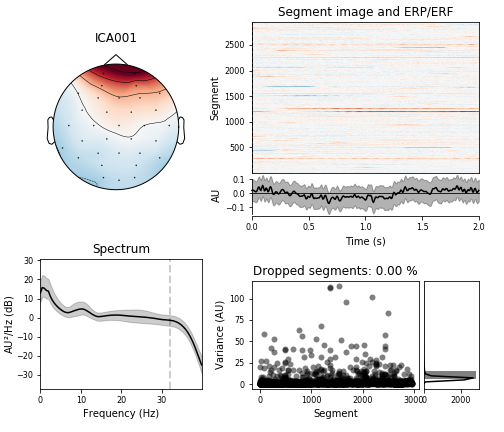 ICA001
Segment image and ERP/ERF
Segment
2500
2000
1500
1000
500
AU
0.1
0.0
−0.1
0.0 0.5 1.0 1.5 2.0
Time (s)
Spectrum
AU²/Hz (dB)
30
20
10
0
−10
−20
−30
0 10 20 30
Frequency (Hz)
Dropped segments: 0.00 %
Variance (AU)
100
75
50
25
0
0 1000 2000 3000
Segment
0 2000